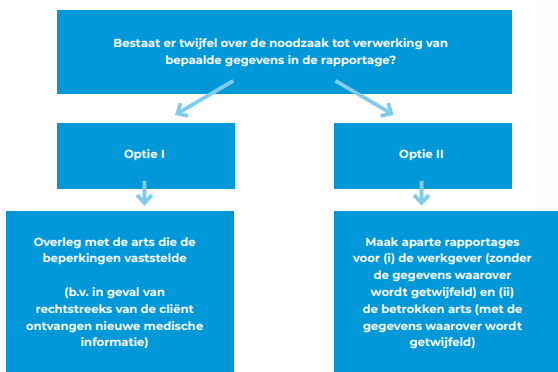 Bestaat er twijfel over de noodzaak tot verwerking van
bepaalde gegevens in de rapportage?
Optie I
Optie II
Overleg met de arts die de
beperkingen vaststelde
(b.v. in geval van
rechtstreeks van de cliënt
ontvangen nieuwe medische
informatie)
Maak aparte rapportages
voor (i) de werkgever (zonder
de gegevens waarover
wordt getwijfeld) en (ii)
de betrokken arts (met de
gegevens waarover wordt
getwijfeld)